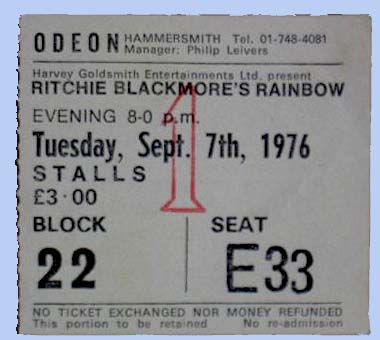 ODEON HAMMERSMITH Tel. 01-748-4081
Manager: Philip Leivers
Harvey Goldsmith Entertainments Ltd. present
RITCHIE BLACKMORE'S RAINBOW
EVENING 8-0 p.m.
1
Tuesday, Sept. 7th, 1976
STALLS
£3·00
BLOCK SEAT
22 E33
NO TICKET EXCHANGED NOR MONEY REFUNDED
This portion to be retained No re-admission